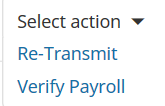 Select action
Re-Transmit
Verify Payroll